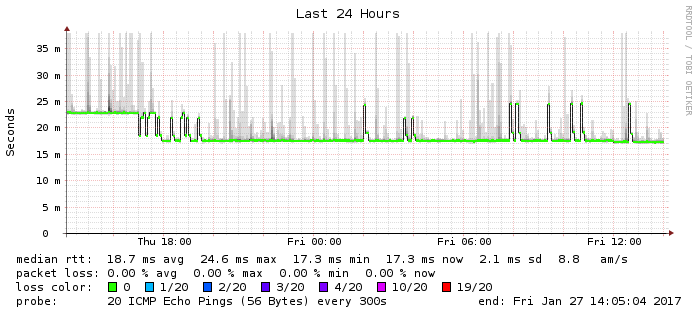 Last 24 Hours
RRDTOOL / TOBI OETIKER
Seconds
35 m
30 m
25 m
20 m
15 m
10 m
5 m
0
Thu 18:00 Fri 00:00 Fri 06:00 Fri 12:00
median rtt: 18.7 ms avg 24.6 ms max 17.3 ms min 17.3 ms now 2.1 ms sd 8.8 am/s
packet loss: 0.00 % avg 0.00 % max 0.00 % min 0.00 % now
loss color: 0 1/20 2/20 3/20 4/20 10/20 19/20
probe: 20 ICMP Echo Pings (56 Bytes) every 300s end: Fri Jan 27 14:05:04 2017